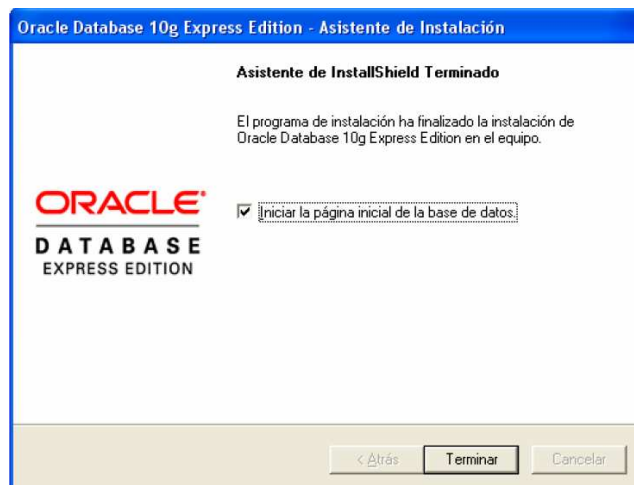 Oracle Database 10g Express Edition - Asistente de Instalación
Asistente de InstallShield Terminado
El programa de instalación ha finalizado la instalación de
Oracle Database 10g Express Edition en el equipo.
ORACLE
DATABASE
EXPRESS EDITION
Iniciar la página inicial de la base de datos.
< Atrás
Terminar
Cancelar